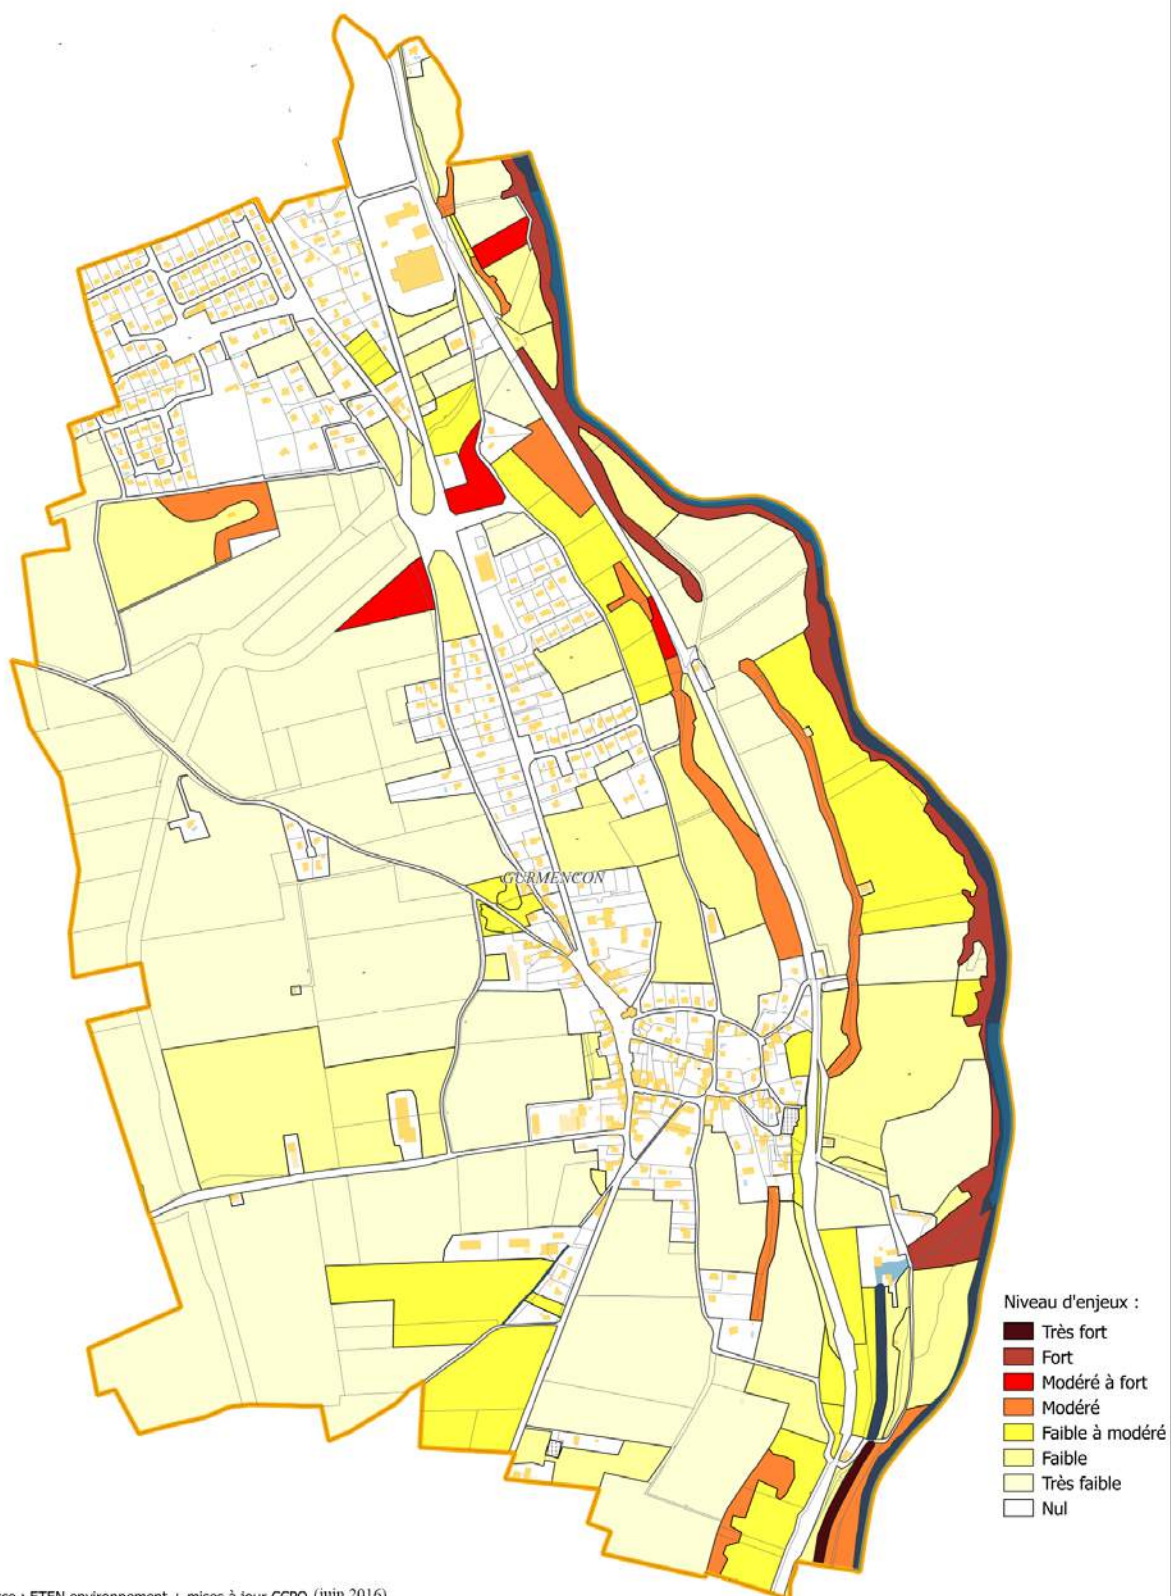 GURMENCON
Niveau d'enjeux :
Très fort
Fort
Modéré à fort
Modéré
Faible à modéré
Faible
Très faible
Nul
: ETEN environnement + mises à jour CCPO (juin 2016)